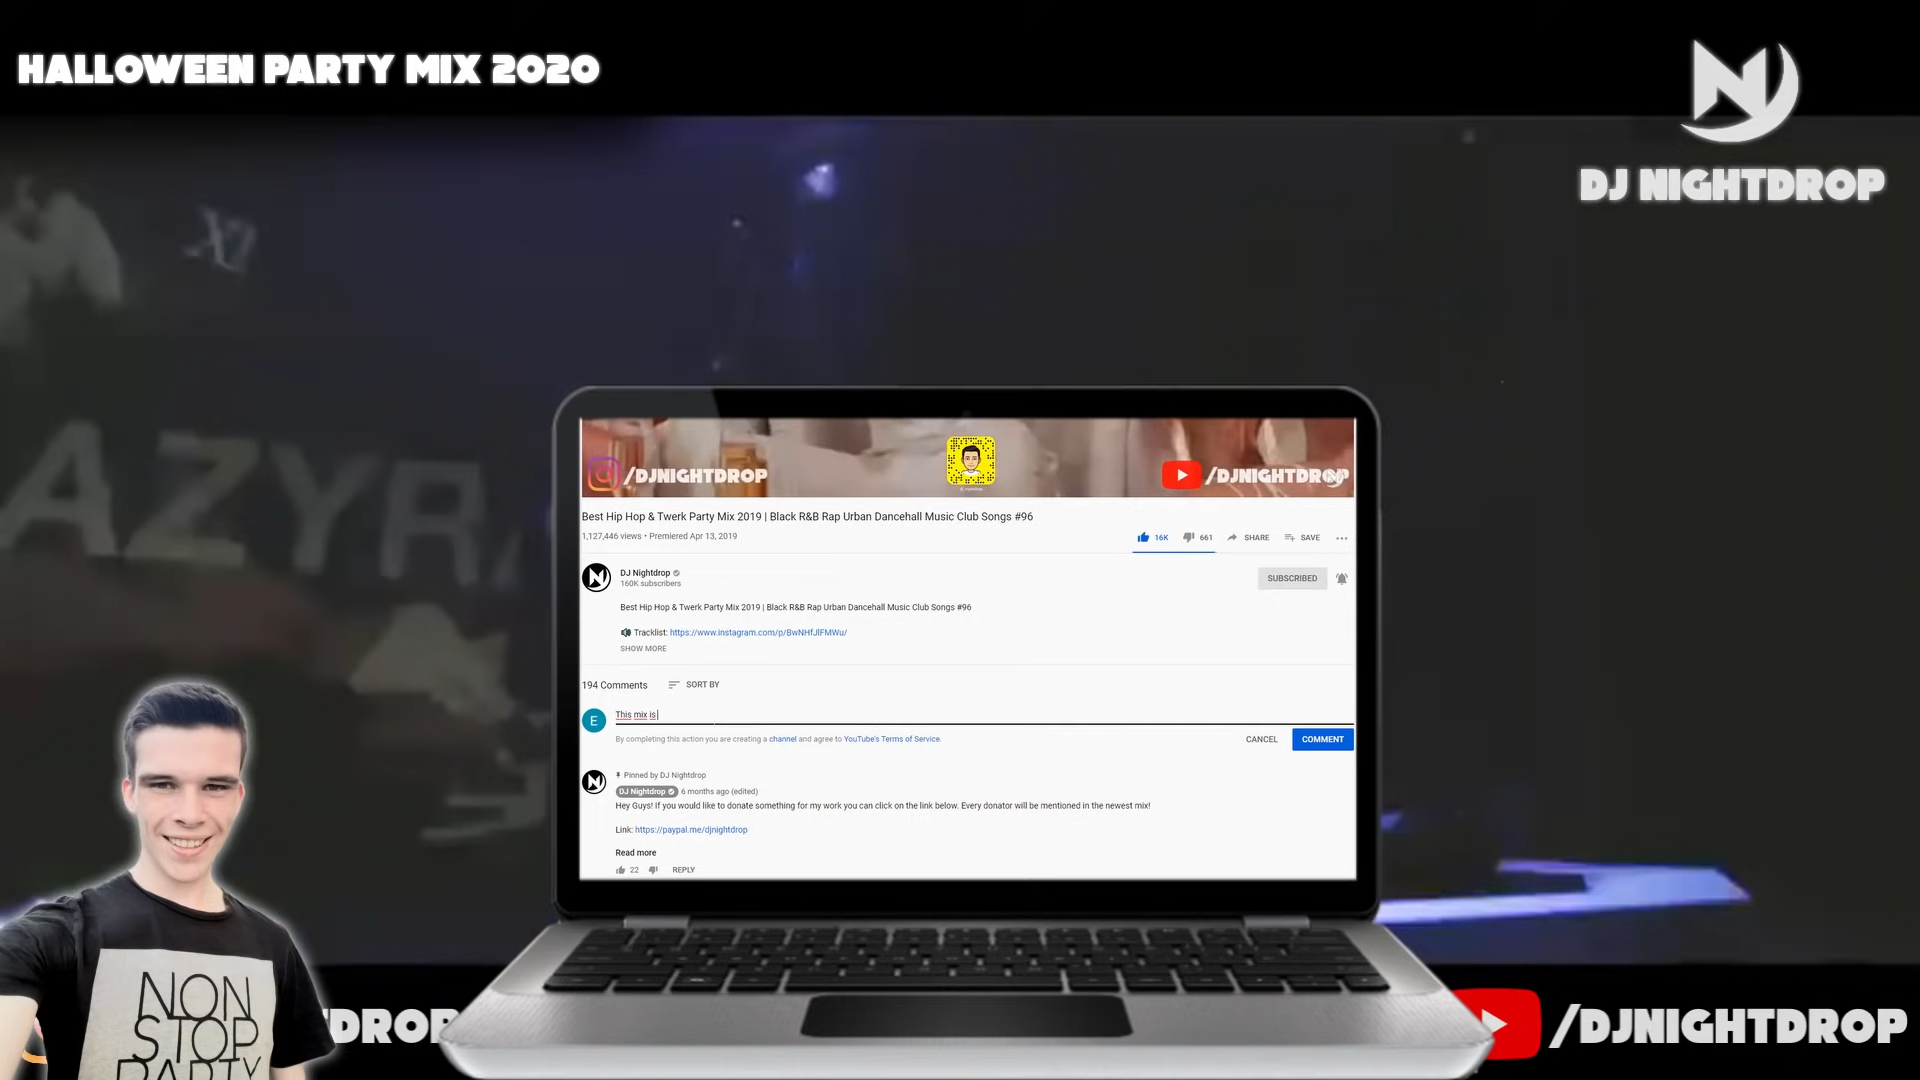 HALLOWEEN PARTY MIX 2020
DJ NIGHTDROP
AZYR
/DJNIGHTDROP
/DJNIGHTDROP
Best Hip Hop & Twerk Party Mix 2019 | Black R&B Rap Urban Dancehall Music Club Songs #96
1,127,446 views • Premiered Apr 13, 2019
16K 661 SHARE SAVE
DJ Nightdrop
160K subscribers
SUBSCRIBED
Best Hip Hop & Twerk Party Mix 2019 | Black R&B Rap Urban Dancehall Music Club Songs #96
Tracklist: https://www.instagram.com/p/BwNHfJlFMWu/
SHOW MORE
194 Comments SORT BY
E
This mix is
By completing this action you are creating a channel and agree to YouTube's Terms of Service.
CANCEL COMMENT
Pinned by DJ Nightdrop
DJ Nightdrop 6 months ago (edited)
Hey Guys! If you would like to donate something for my work you can click on the link below. Every donator will be mentioned in the newest mix!
Link: https://paypal.me/djnightdrop
Read more
22 REPLY
NON
STOP
PARTY
DROP
/DJNIGHTDROP